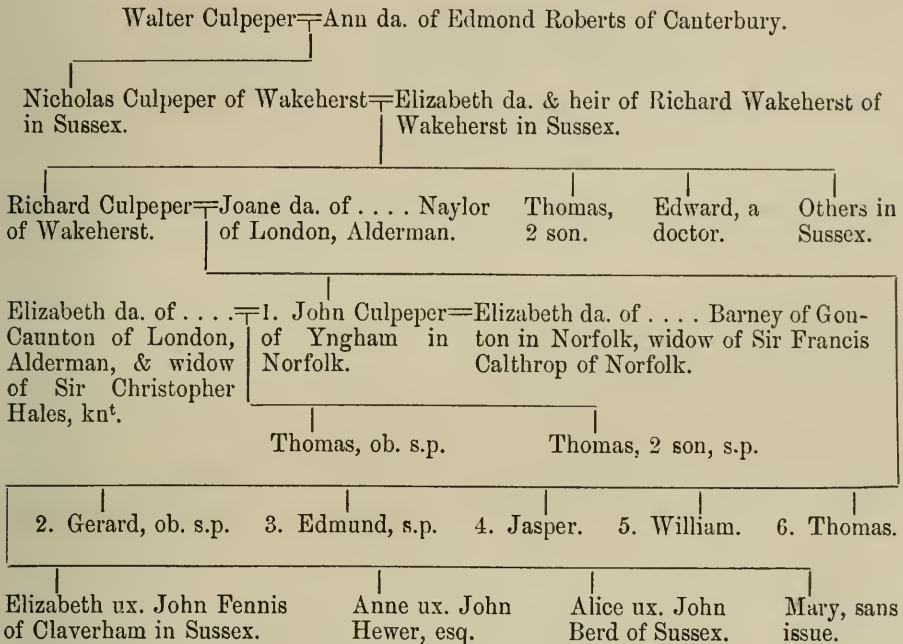 Walter Culpeper=Ann da. of Edmond Roberts of Canterbury.
Nicholas Culpeper of Wakeherst=Elizabeth da. & heir of Richard Wakeherst of
in Sussex. Wakeherst in Sussex.
Richard Culpeper=Joane da. of . . . . Naylor Thomas, Edward, a Others in
of Wakeherst. of London, Alderman. 2 son. doctor. Sussex.
Elizabeth da. of . . . .=1. John Culpeper=Elizabeth da. of . . . . Barney of Gon-
Caunton of London, of Yngham in ton in Norfolk, widow of Sir Francis
Alderman, & widow Norfolk. Calthrop of Norfolk.
of Sir Christopher
Hales, knᵗ.
Thomas, ob. s.p. Thomas, 2 son, s.p.
2. Gerard, ob. s.p. 3. Edmund, s.p. 4. Jasper. 5. William. 6. Thomas.
Elizabeth ux. John Fennis Anne ux. John Alice ux. John Mary, sans
of Claverham in Sussex. Hewer, esq. Berd of Sussex. issue.